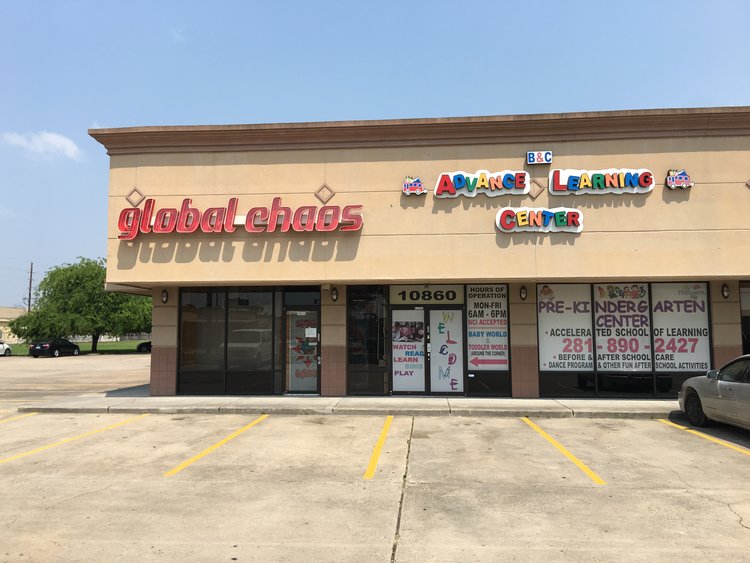 global chaos
B&C
ADVANCE LEARNING
CENTER
10860
WELCOME
WATCH
READ
LEARN
SING
PLAY
HOURS OF
OPERATION
MON-FRI
6AM - 6PM
NCI ACCEPTED
BABY WORLD
&
TODDLER WORLD
AROUND THE
CORNER
PRE-KINDERGARTEN
CENTER
* ACCELERATED SCHOOL OF LEARNING
281-890-2427
* BEFORE & AFTER SCHOOL CARE
* DANCE PROGRAM & OTHER FUN AFTER SCHOOL ACTIVITIES